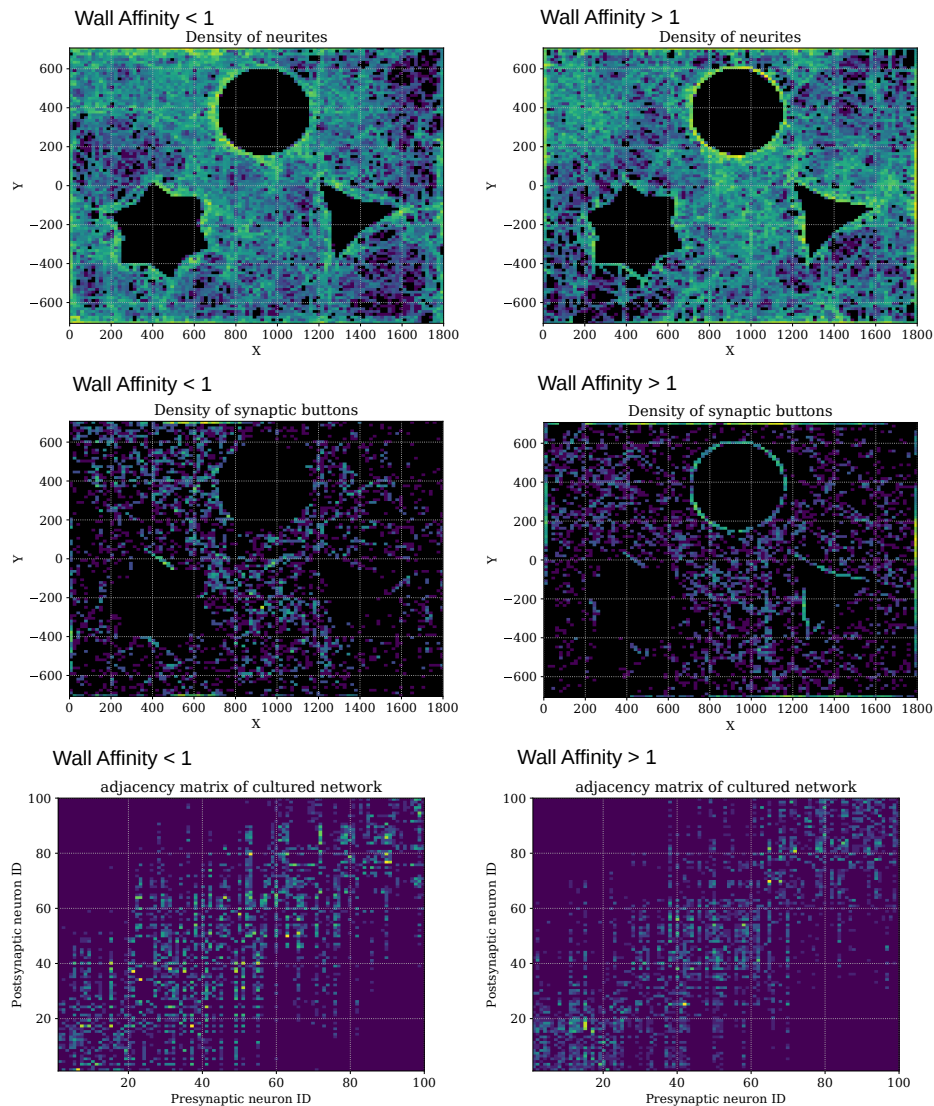 Wall Affinity < 1
Wall Affinity > 1
Density of neurites
Density of neurites
600
400
200
0
−200
−400
−600
Y
0 200 400 600 800 1000 1200 1400 1600 1800
X
600
400
200
0
−200
−400
−600
Y
0 200 400 600 800 1000 1200 1400 1600 1800
X
Wall Affinity < 1
Wall Affinity > 1
Density of synaptic buttons
Density of synaptic buttons
600
400
200
0
−200
−400
−600
Y
0 200 400 600 800 1000 1200 1400 1600 1800
X
600
400
200
0
−200
−400
−600
Y
0 200 400 600 800 1000 1200 1400 1600 1800
X
Wall Affinity < 1
Wall Affinity > 1
adjacency matrix of cultured network
adjacency matrix of cultured network
100
80
60
40
20
Postsynaptic neuron ID
20 40 60 80 100
Presynaptic neuron ID
100
80
60
40
20
Postsynaptic neuron ID
20 40 60 80 100
Presynaptic neuron ID